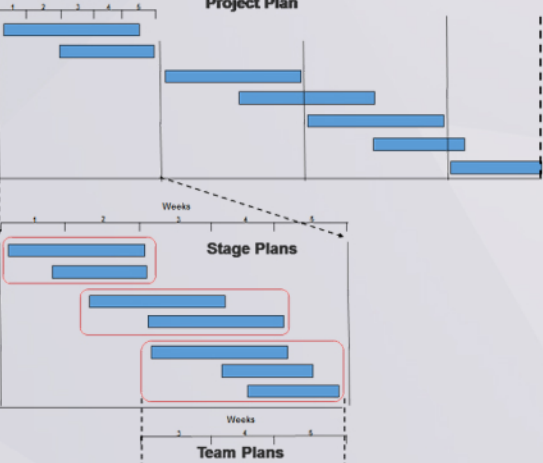 Project Plan
1 2 3 4 5
Weeks
1 2 3 4 5
Stage Plans
Weeks
3 4 5
Team Plans